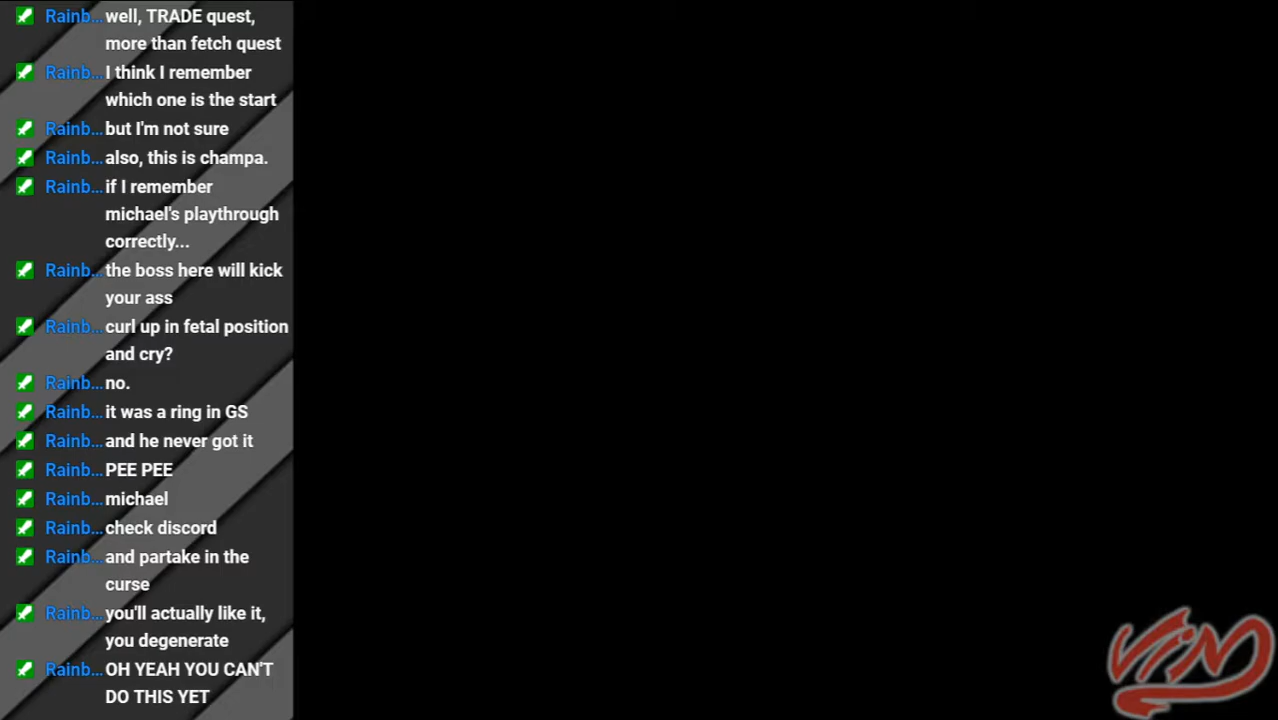 Rainb... well, TRADE quest,
more than fetch quest
Rainb... I think I remember
which one is the start
Rainb... but I'm not sure
Rainb... also, this is champa.
Rainb... if I remember
michael's playthrough
correctly...
Rainb... the boss here will kick
your ass
Rainb... curl up in fetal position
and cry?
Rainb... no.
Rainb... it was a ring in GS
Rainb... and he never got it
Rainb... PEE PEE
Rainb... michael
Rainb... check discord
Rainb... and partake in the
curse
Rainb... you'll actually like it,
you degenerate
Rainb... OH YEAH YOU CAN'T
DO THIS YET
ViM